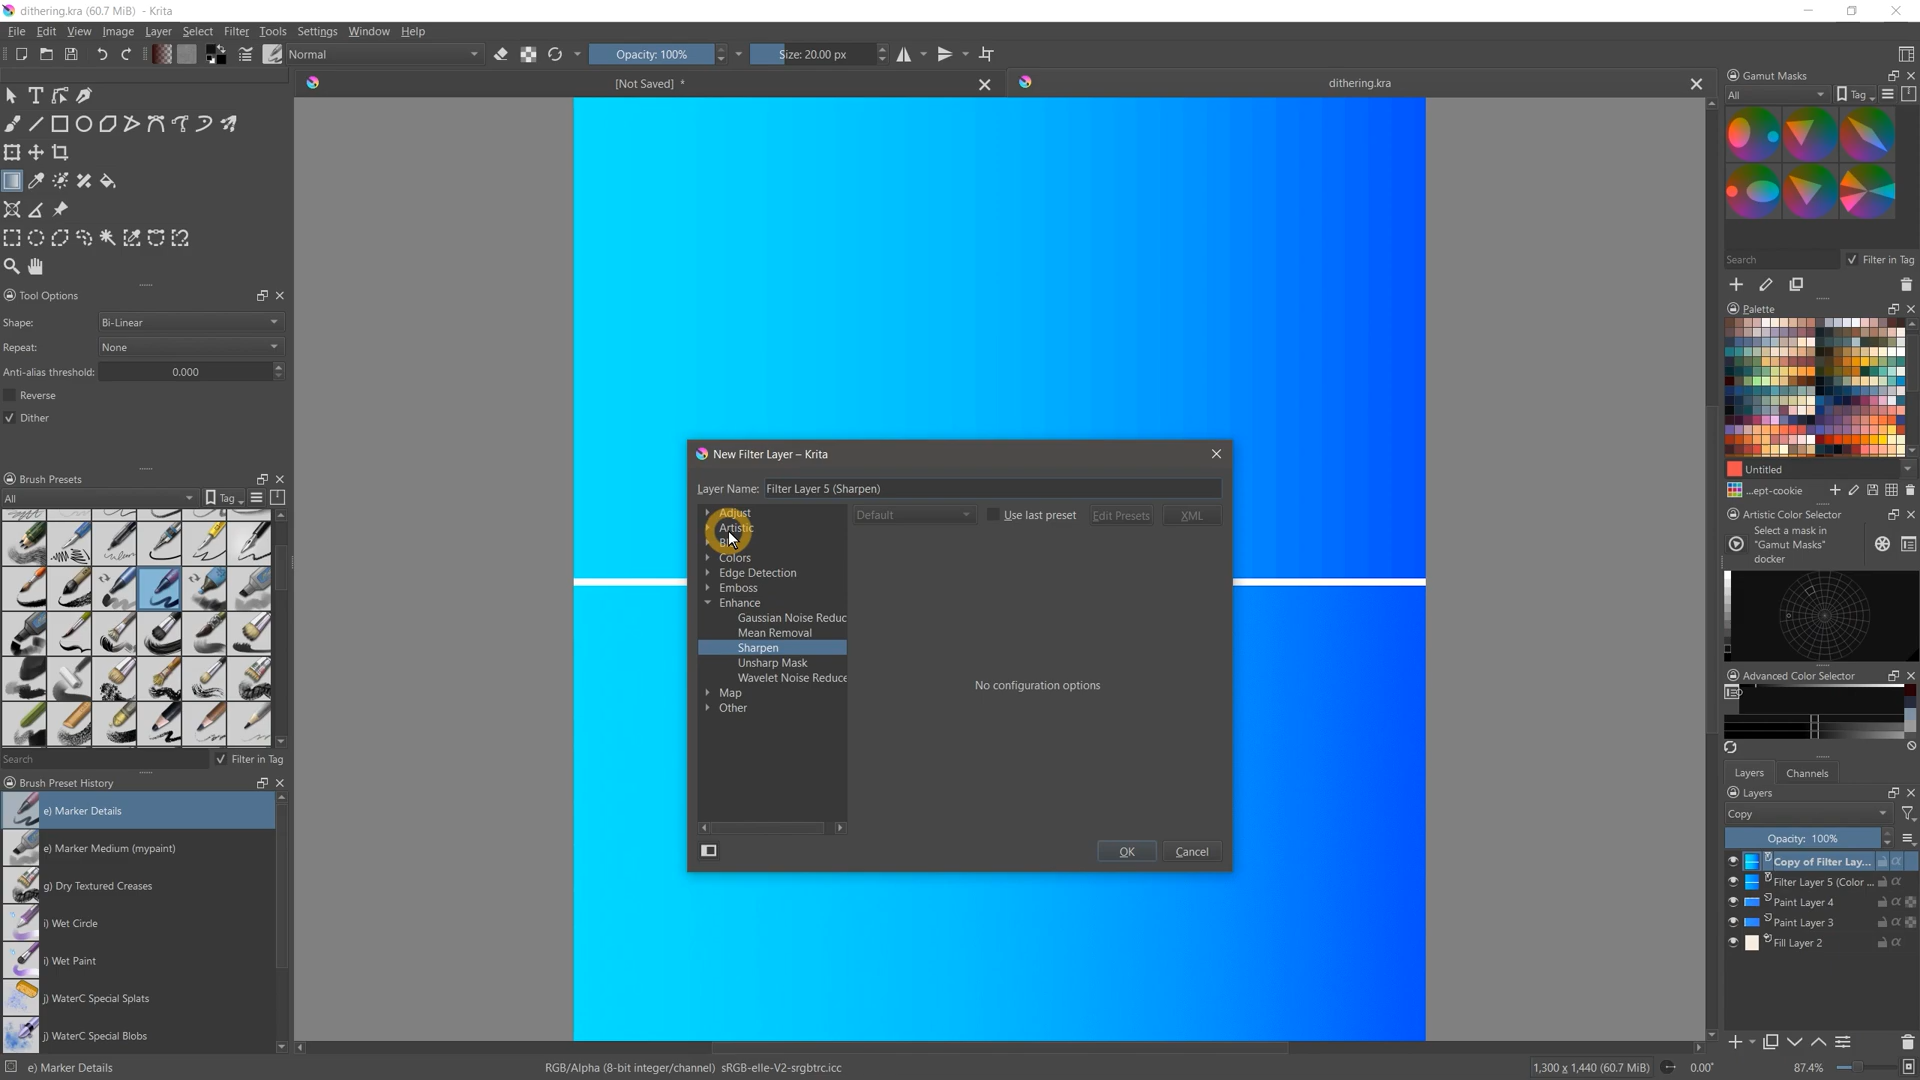 dithering.kra (60.7 MiB) - Krita
File Edit View Image Layer Select Filter Tools Settings Window Help
Normal Opacity: 100% Size: 20.00 px
[Not Saved] *
dithering.kra
Tool Options
Shape: Bi-Linear
Repeat: None
Anti-alias threshold: 0.000
Reverse
Dither
Brush Presets
All Tag
Search Filter in Tag
Brush Preset History
e) Marker Details
e) Marker Medium (mypaint)
g) Dry Textured Creases
i) Wet Circle
i) Wet Paint
j) WaterC Special Splats
j) WaterC Special Blobs
e) Marker Details
RGB/Alpha (8-bit integer/channel) sRGB-elle-V2-srgbtrc.icc
1,300 x 1,440 (60.7 MiB) 0.00° 87.4%
New Filter Layer – Krita
Layer Name: Filter Layer 5 (Sharpen)
Adjust
Artistic
Colors
Edge Detection
Emboss
Enhance
Gaussian Noise Reduc
Mean Removal
Sharpen
Unsharp Mask
Wavelet Noise Reduce
Map
Other
Default Use last preset Edit Presets XML
No configuration options
OK Cancel
Gamut Masks
All Tag
Search Filter in Tag
Palette
Untitled
...ept-cookie
Artistic Color Selector
Select a mask in
"Gamut Masks"
docker
Advanced Color Selector
Layers Channels
Layers
Copy
Opacity: 100%
Copy of Filter Lay...
Filter Layer 5 (Color ...
Paint Layer 4
Paint Layer 3
Fill Layer 2